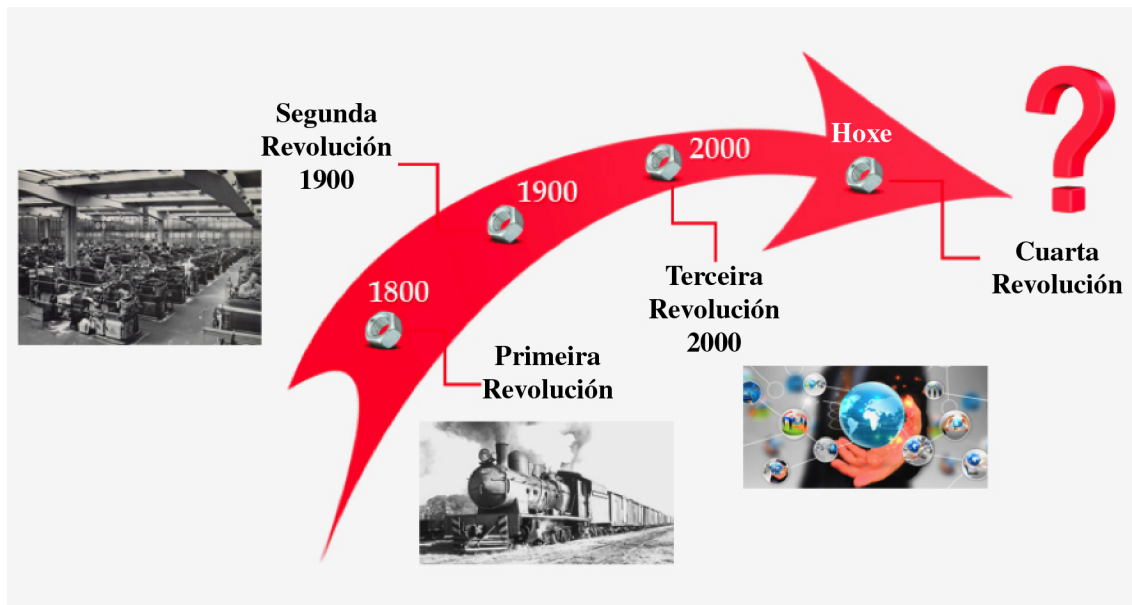 Segunda
Revolución
1900
1800
1900
2000
Hoxe
Primeira
Revolución
Terceira
Revolución
2000
Cuarta
Revolución
?